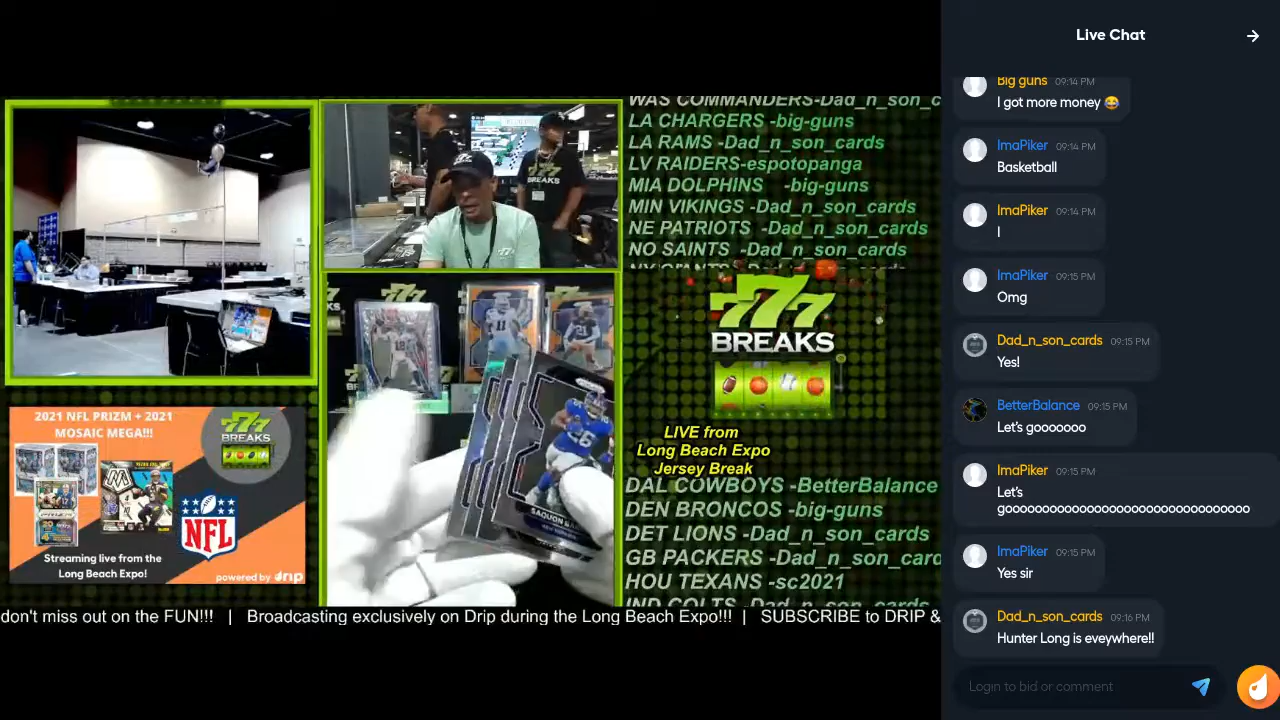 WAS COMMANDERS-Dad_n_son_c
LA CHARGERS -big-guns
LA RAMS -Dad_n_son_cards
LV RAIDERS-espotopanga
MIA DOLPHINS -big-guns
MIN VIKINGS -Dad_n_son_cards
NE PATRIOTS -Dad_n_son_cards
NO SAINTS -Dad_n_son_cards
777
BREAKS
LIVE from
Long Beach Expo
Jersey Break
DAL COWBOYS -BetterBalance
DEN BRONCOS -big-guns
DET LIONS -Dad_n_son_cards
GB PACKERS -Dad_n_son_card
HOU TEXANS -sc2021
IND COLTS -Dad_n_son_cards
777
BREAKS
2021 NFL PRIZM + 2021
MOSAIC MEGA!!!
777
BREAKS
NFL
Streaming live from the
Long Beach Expo!
powered by drip
don't miss out on the FUN!!! | Broadcasting exclusively on Drip during the Long Beach Expo!!! | SUBSCRIBE to DRIP &
Live Chat
Big guns 09:14 PM
I got more money 😂
ImaPiker 09:14 PM
Basketball
ImaPiker 09:14 PM
I
ImaPiker 09:15 PM
Omg
Dad_n_son_cards 09:15 PM
Yes!
BetterBalance 09:15 PM
Let's gooooooo
ImaPiker 09:15 PM
Let's
gooooooooooooooooooooooooooooooooo
ImaPiker 09:15 PM
Yes sir
Dad_n_son_cards 09:16 PM
Hunter Long is eveywhere!!
Login to bid or comment